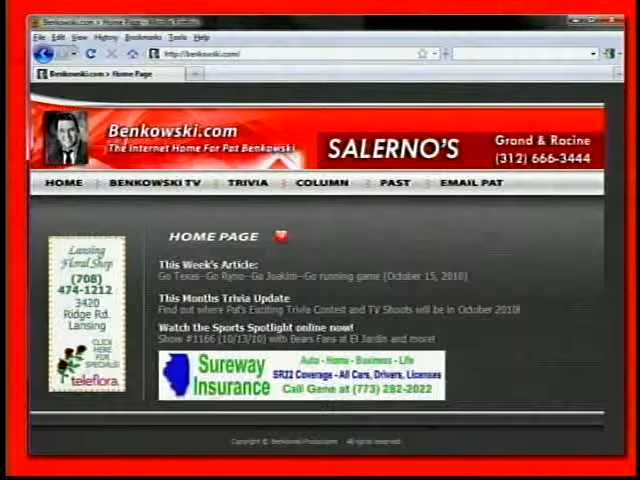 Benkowski.com > Home Page
File Edit View History Bookmarks Tools Help
http://benkowski.com/
Benkowski.com > Home Page
Benkowski.com
The Internet Home For Pat Benkowski
SALERNO'S
Grand & Racine
(312) 666-3444
HOME BENKOWSKI TV TRIVIA COLUMN PAST EMAIL PAT
HOME PAGE
Lansing
Floral Shop
(708)
474-1212
3420
Ridge Rd.
Lansing
CLICK
HERE
FOR
SPECIALS!
teleflora
This Week's Article:
Go Texas--Go Ryno--Go Joakim--Go running game (October 15, 2010)
This Months Trivia Update
Find out where Pat's Exciting Trivia Contest and TV Shoots will be in October 2010!
Watch the Sports Spotlight online now!
Show #1166 (10/13/10) with Bears Fans at El Jardin and more!
Sureway
Insurance
Auto - Home - Business - Life
SR22 Coverage - All Cars, Drivers, Licenses
Call Gene at (773) 282-2022
Copyright © Benkowski Productions All rights reserved.